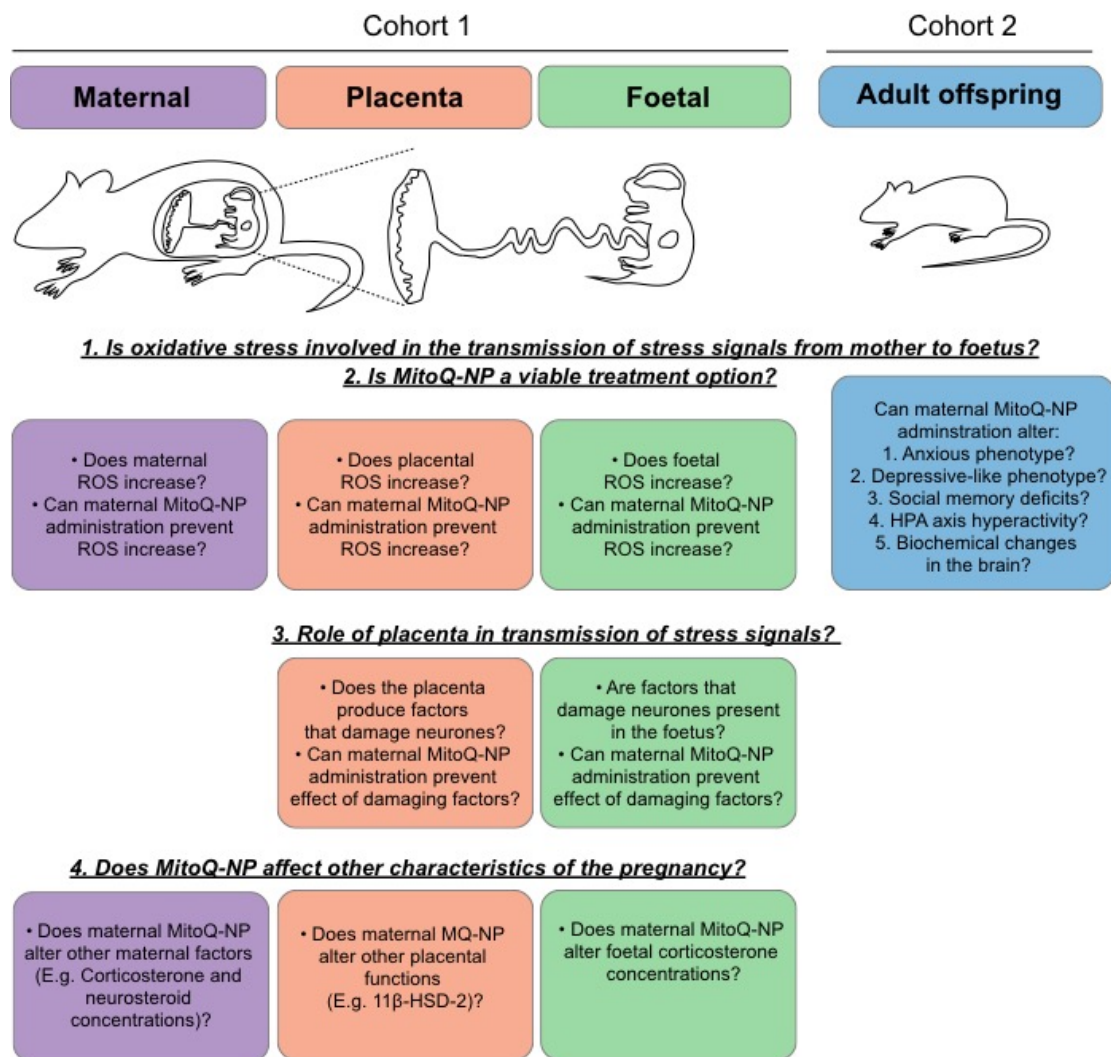 Cohort 1
Cohort 2
Maternal
Placenta
Foetal
Adult offspring
1. Is oxidative stress involved in the transmission of stress signals from mother to foetus?
2. Is MitoQ-NP a viable treatment option?
• Does maternal
ROS increase?
• Can maternal MitoQ-NP
administration prevent
ROS increase?
• Does placental
ROS increase?
• Can maternal MitoQ-NP
administration prevent
ROS increase?
• Does foetal
ROS increase?
• Can maternal MitoQ-NP
administration prevent
ROS increase?
Can maternal MitoQ-NP
adminstration alter:
1. Anxious phenotype?
2. Depressive-like phenotype?
3. Social memory deficits?
4. HPA axis hyperactivity?
5. Biochemical changes
in the brain?
3. Role of placenta in transmission of stress signals?
• Does the placenta
produce factors
that damage neurones?
• Can maternal MitoQ-NP
administration prevent
effect of damaging factors?
• Are factors that
damage neurones present
in the foetus?
• Can maternal MitoQ-NP
administration prevent
effect of damaging factors?
4. Does MitoQ-NP affect other characteristics of the pregnancy?
• Does maternal MitoQ-NP
alter other maternal factors
(E.g. Corticosterone and
neurosteroid
concentrations)?
• Does maternal MQ-NP
alter other placental
functions
(E.g. 11β-HSD-2)?
• Does maternal MitoQ-NP
alter foetal corticosterone
concentrations?